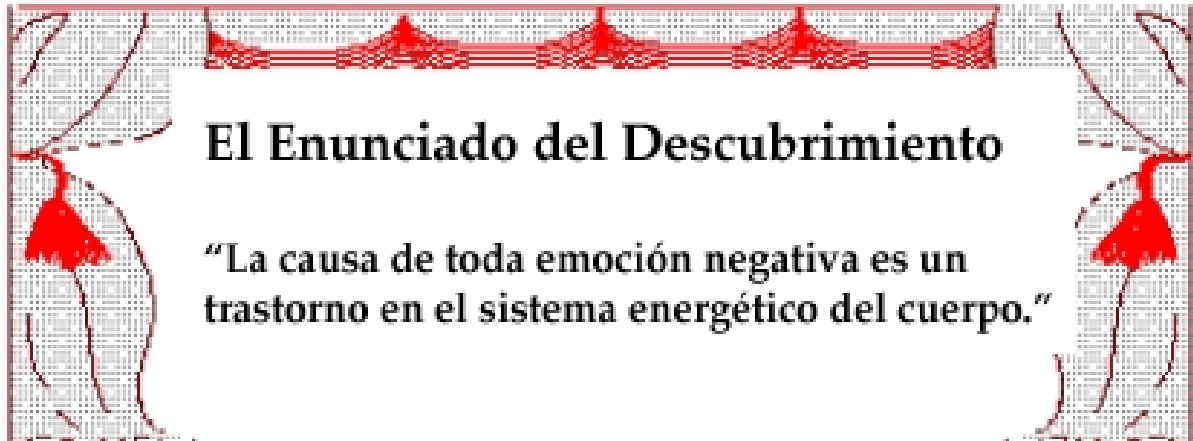 El Enunciado del Descubrimiento
“La causa de toda emoción negativa es un
trastorno en el sistema energético del cuerpo.”